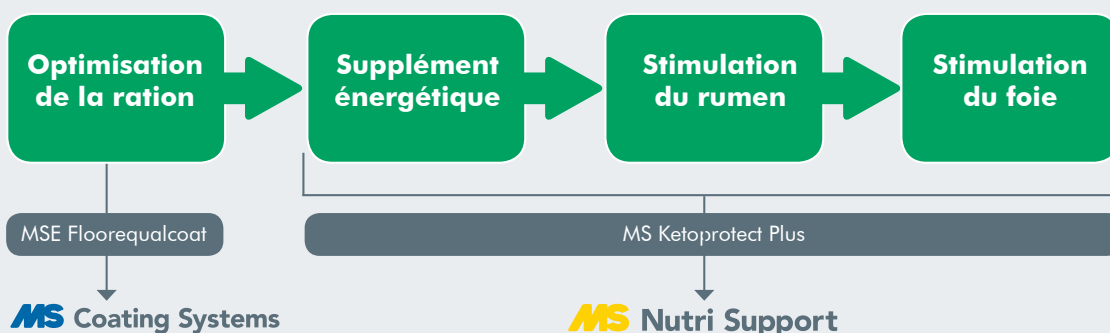 Optimisation
de la ration
Supplément
énergétique
Stimulation
du rumen
Stimulation
du foie
MSE Floorequalcoat
MS Ketoprotect Plus
MS Coating Systems
MS Nutri Support